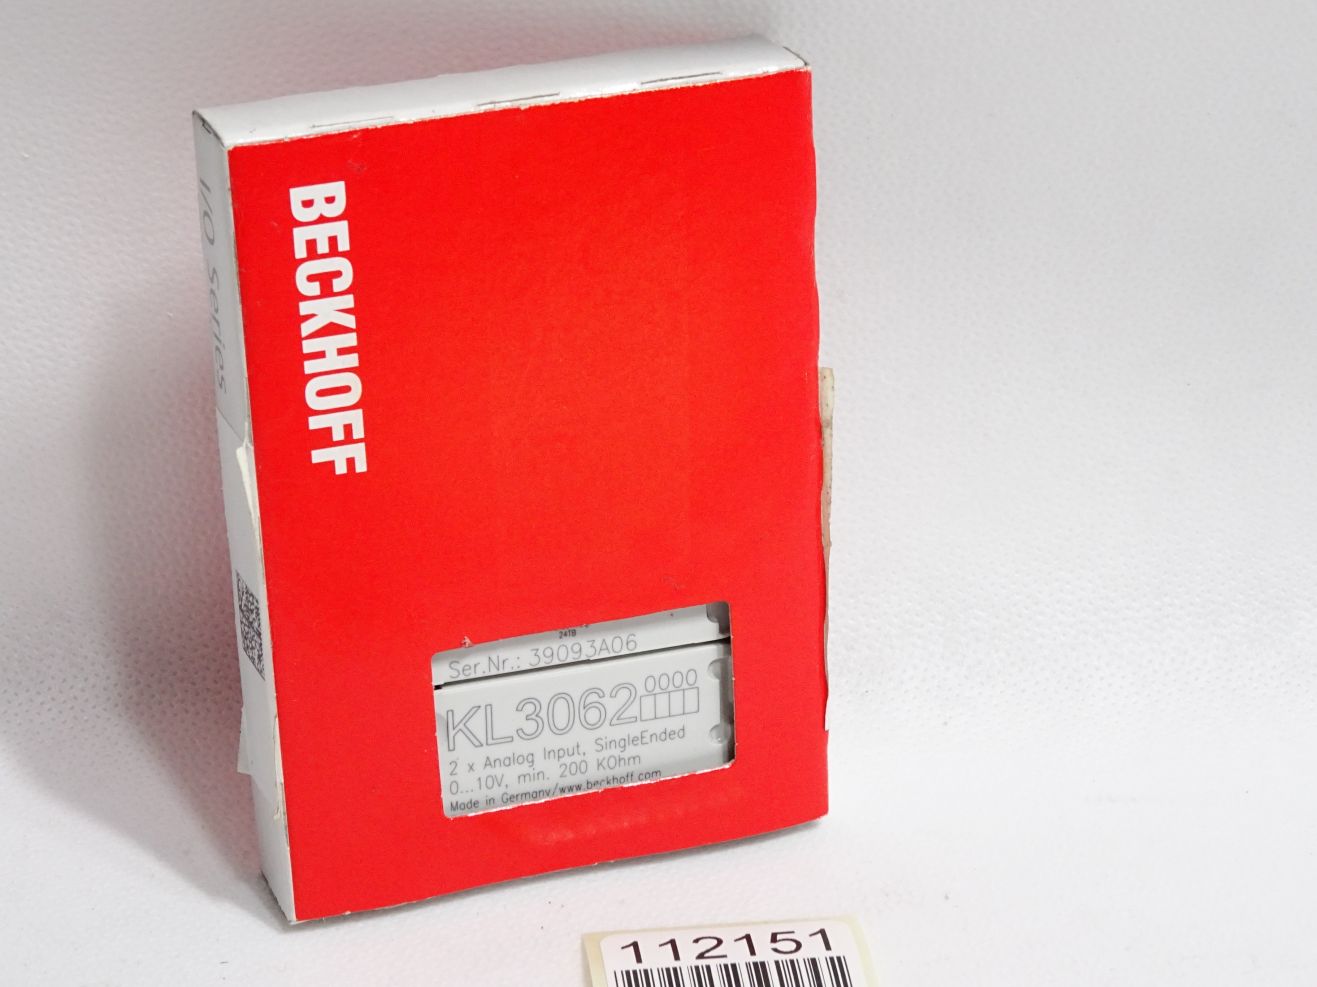 BECKHOFF
I/O Series
241B
Ser.Nr.: 39093A06
KL3062 0000
2 x Analog Input, SingleEnded
0...10V, min. 200 KOhm
Made in Germany/www.beckhoff.com
112151